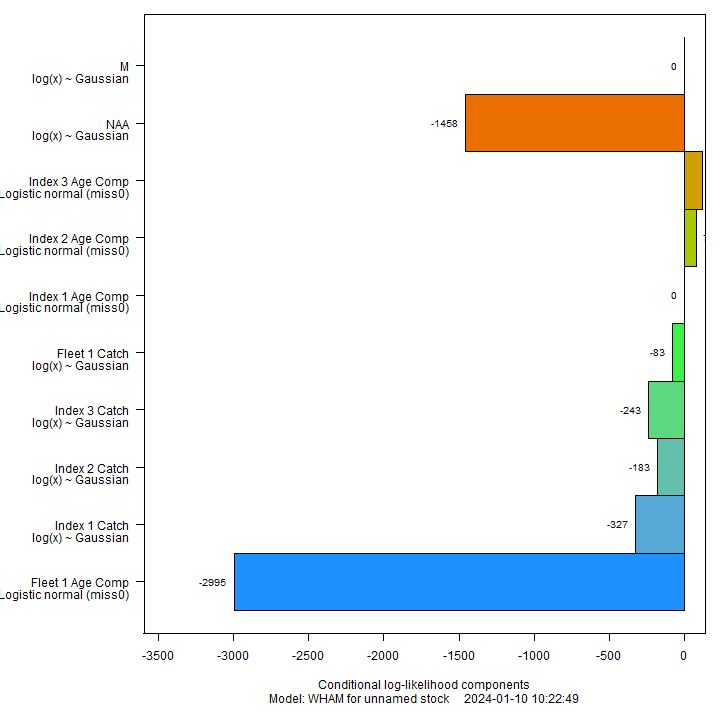 M
log(x) ~ Gaussian
0
NAA
log(x) ~ Gaussian
-1458
Index 3 Age Comp
Logistic normal (miss0)
Index 2 Age Comp
Logistic normal (miss0)
Index 1 Age Comp
Logistic normal (miss0)
0
Fleet 1 Catch
log(x) ~ Gaussian
-83
Index 3 Catch
log(x) ~ Gaussian
-243
Index 2 Catch
log(x) ~ Gaussian
-183
Index 1 Catch
log(x) ~ Gaussian
-327
Fleet 1 Age Comp
Logistic normal (miss0)
-2995
-3500 -3000 -2500 -2000 -1500 -1000 -500 0
Conditional log-likelihood components
Model: WHAM for unnamed stock 2024-01-10 10:22:49